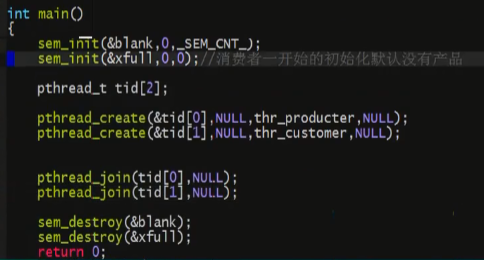 int main()
{
sem_init(&blank,0,_SEM_CNT_);
sem_init(&xfull,0,0);//消费者一开始的初始化默认没有产品
pthread_t tid[2];
pthread_create(&tid[0],NULL,thr_producter,NULL);
pthread_create(&tid[1],NULL,thr_customer,NULL);
pthread_join(tid[0],NULL);
pthread_join(tid[1],NULL);
sem_destroy(&blank);
sem_destroy(&xfull);
return 0;